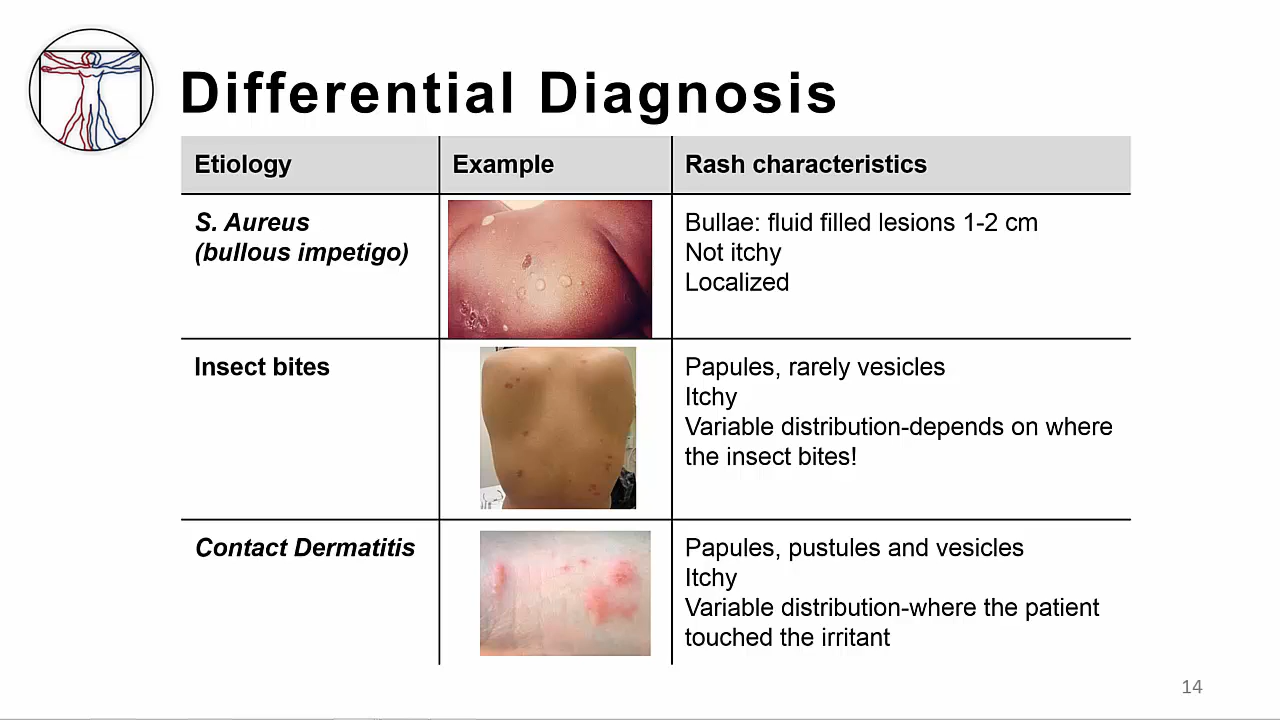 Differential Diagnosis
Etiology
Example
Rash characteristics
S. Aureus
(bullous impetigo)
Bullae: fluid filled lesions 1-2 cm
Not itchy
Localized
Insect bites
Papules, rarely vesicles
Itchy
Variable distribution-depends on where
the insect bites!
Contact Dermatitis
Papules, pustules and vesicles
Itchy
Variable distribution-where the patient
touched the irritant
14